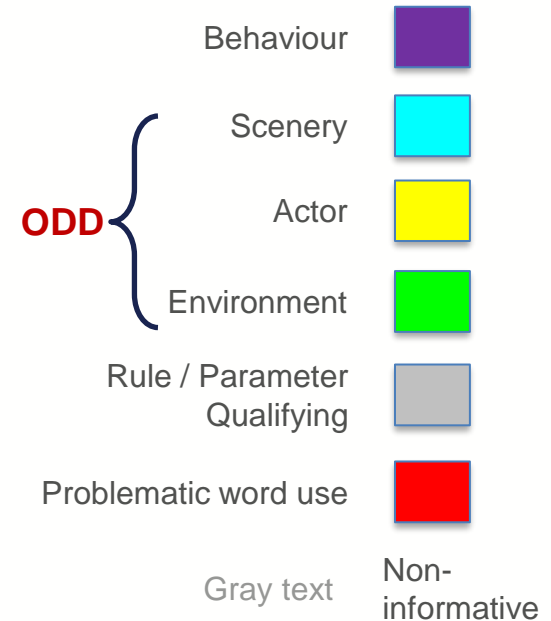 Behaviour
Scenery
Actor
ODD
Environment
Rule / Parameter
Qualifying
Problematic word use
Gray text
Non-
informative